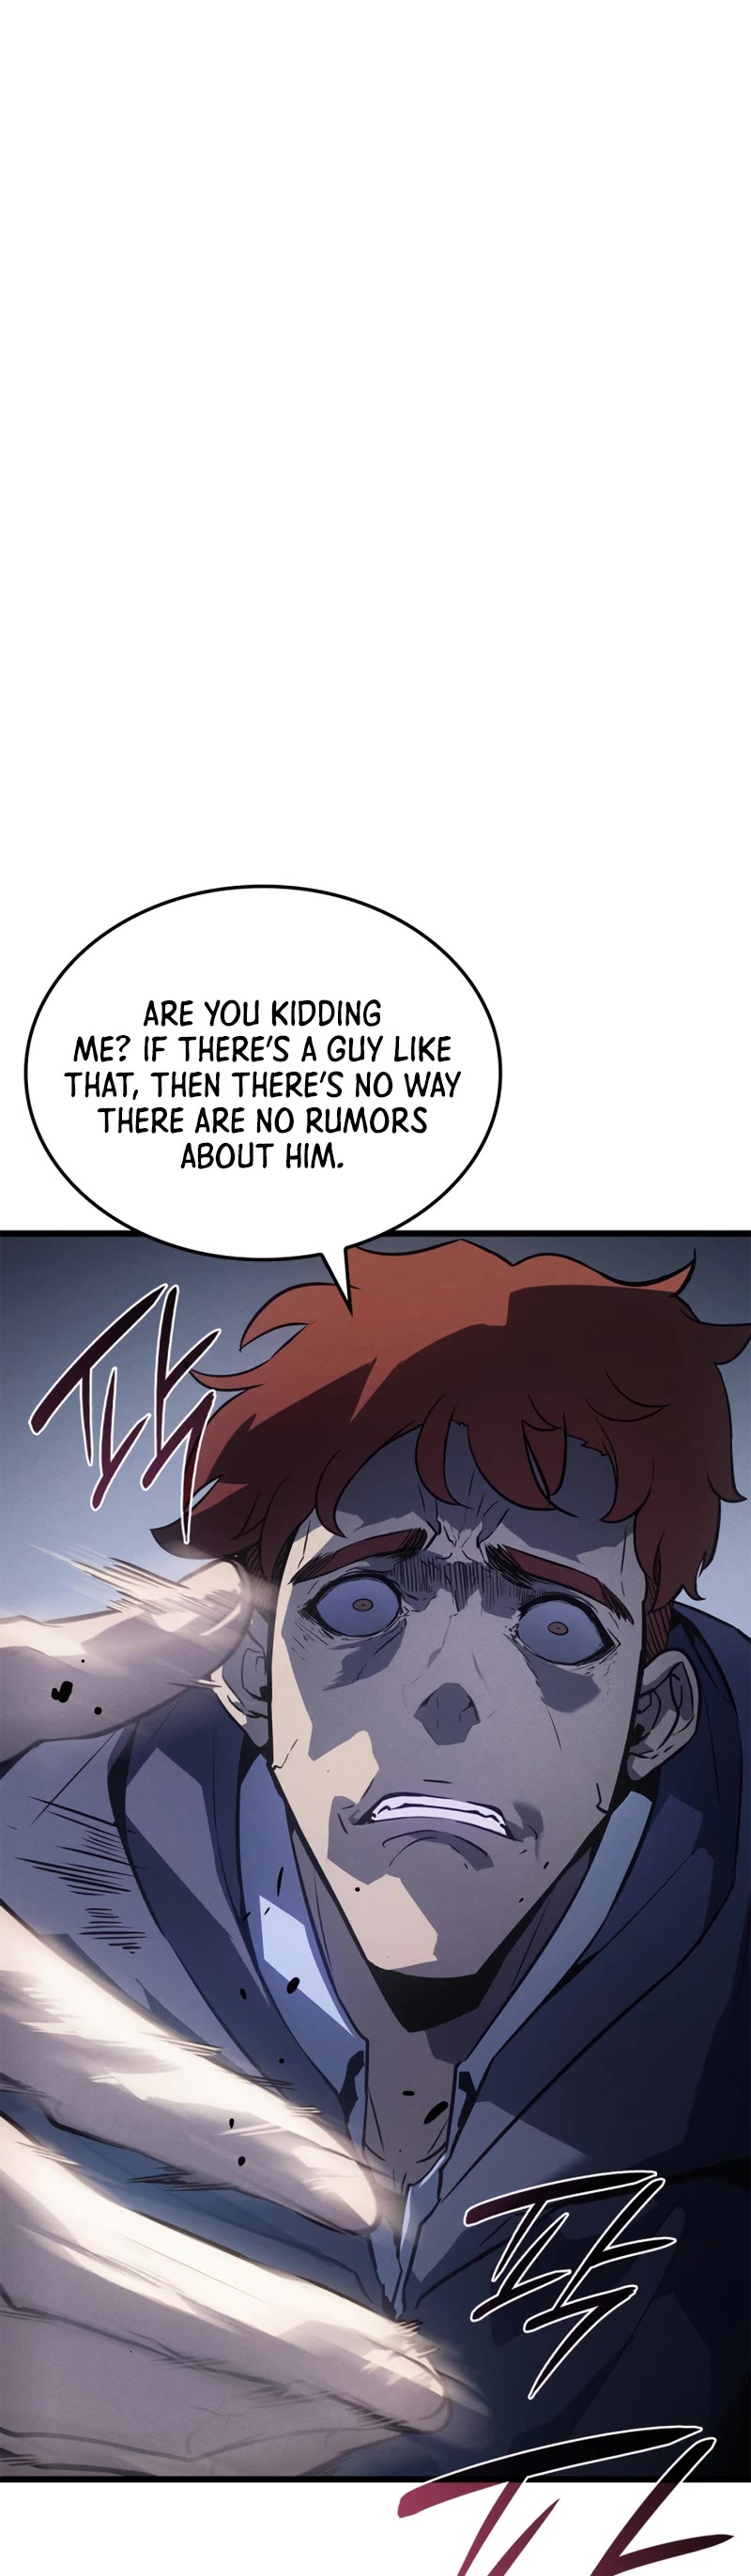 ARE YOU KIDDING
ME? IF THERE'S A GUY LIKE
THAT, THEN THERE'S NO WAY
THERE ARE NO RUMORS
ABOUT HIM.